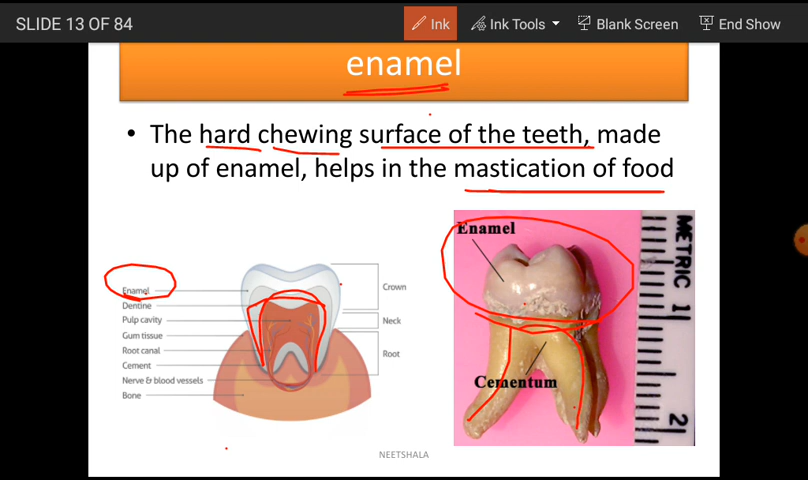 SLIDE 13 OF 84
Ink
Ink Tools
Blank Screen
End Show
enamel
• The hard chewing surface of the teeth, made
up of enamel, helps in the mastication of food
Enamel
Dentine
Pulp cavity
Gum tissue
Root canal
Cement
Nerve & blood vessels
Bone
Crown
Neck
Root
Enamel
Cementum
METRIC 1
2
NEETSHALA